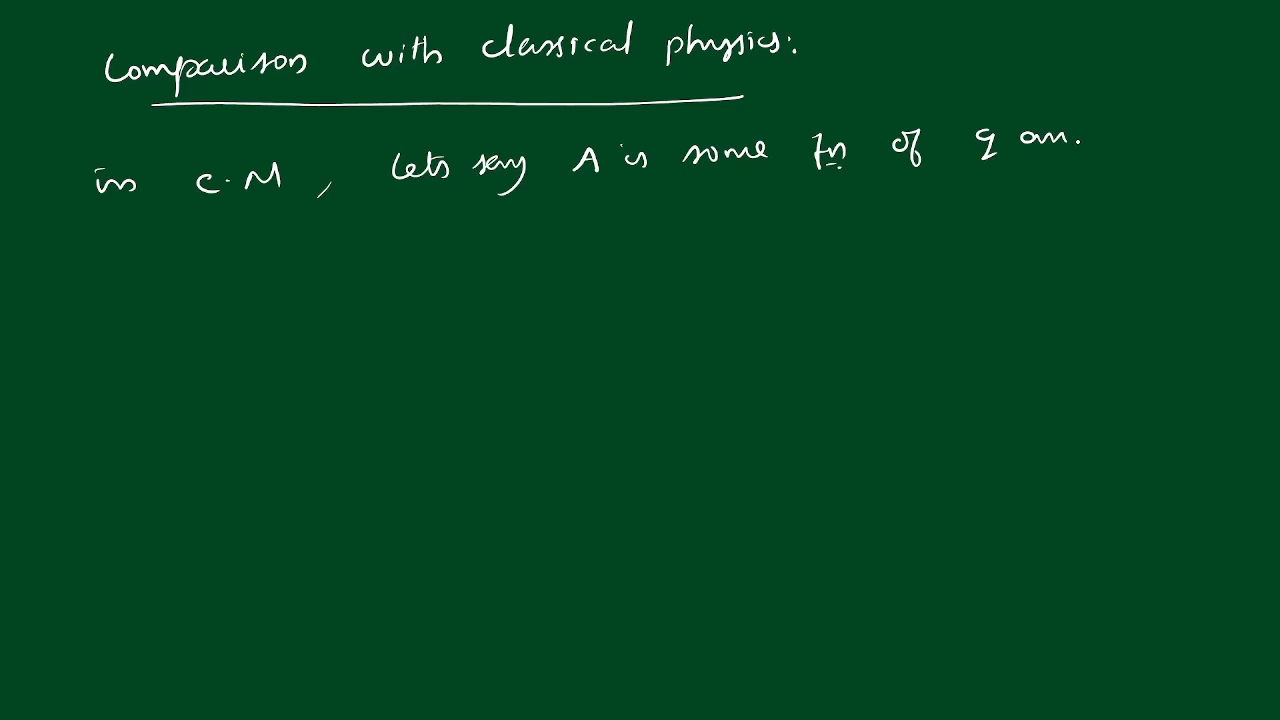 Comparison with classical physics:
in C.M, lets say A is some fn of q an.